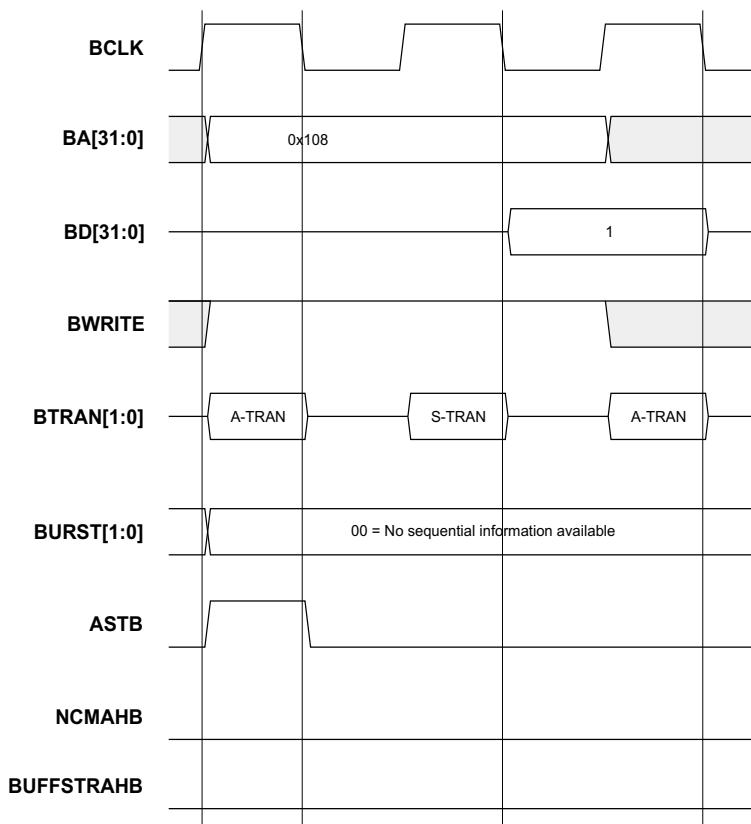 BCLK
BA[31:0] 0x108
BD[31:0] 1
BWRITE
BTRAN[1:0] A-TRAN S-TRAN A-TRAN
BURST[1:0] 00 = No sequential information available
ASTB
NCMAHB
BUFFSTRAHB